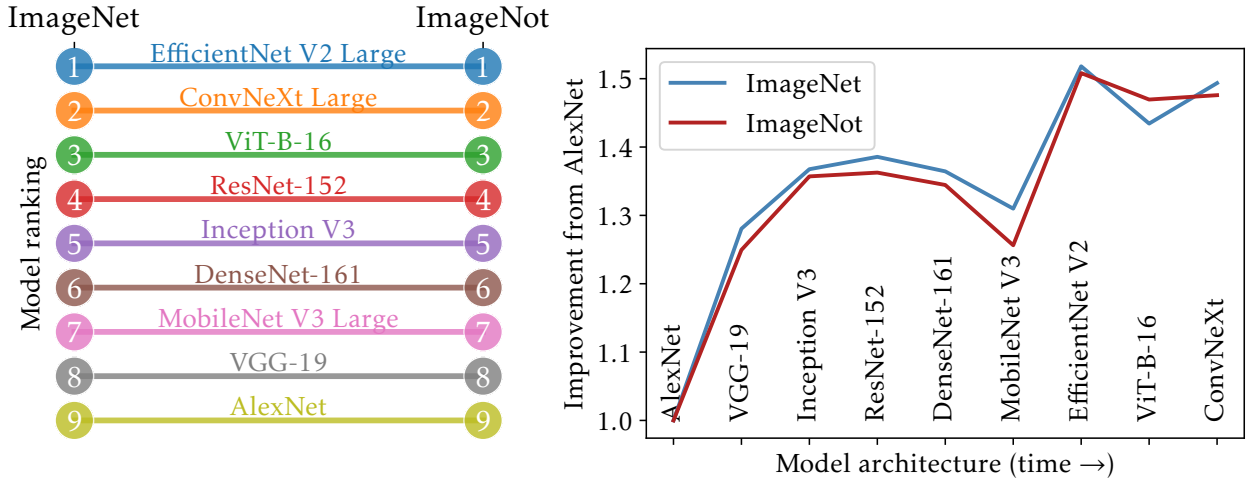 ImageNet
ImageNot
Model ranking
1 EfficientNet V2 Large 1
2 ConvNeXt Large 2
3 ViT-B-16 3
4 ResNet-152 4
5 Inception V3 5
6 DenseNet-161 6
7 MobileNet V3 Large 7
8 VGG-19 8
9 AlexNet 9
Improvement from AlexNet
1.5
1.4
1.3
1.2
1.1
1.0
ImageNet
ImageNot
AlexNet
VGG-19
Inception V3
ResNet-152
DenseNet-161
MobileNet V3
EfficientNet V2
ViT-B-16
ConvNeXt
Model architecture (time →)